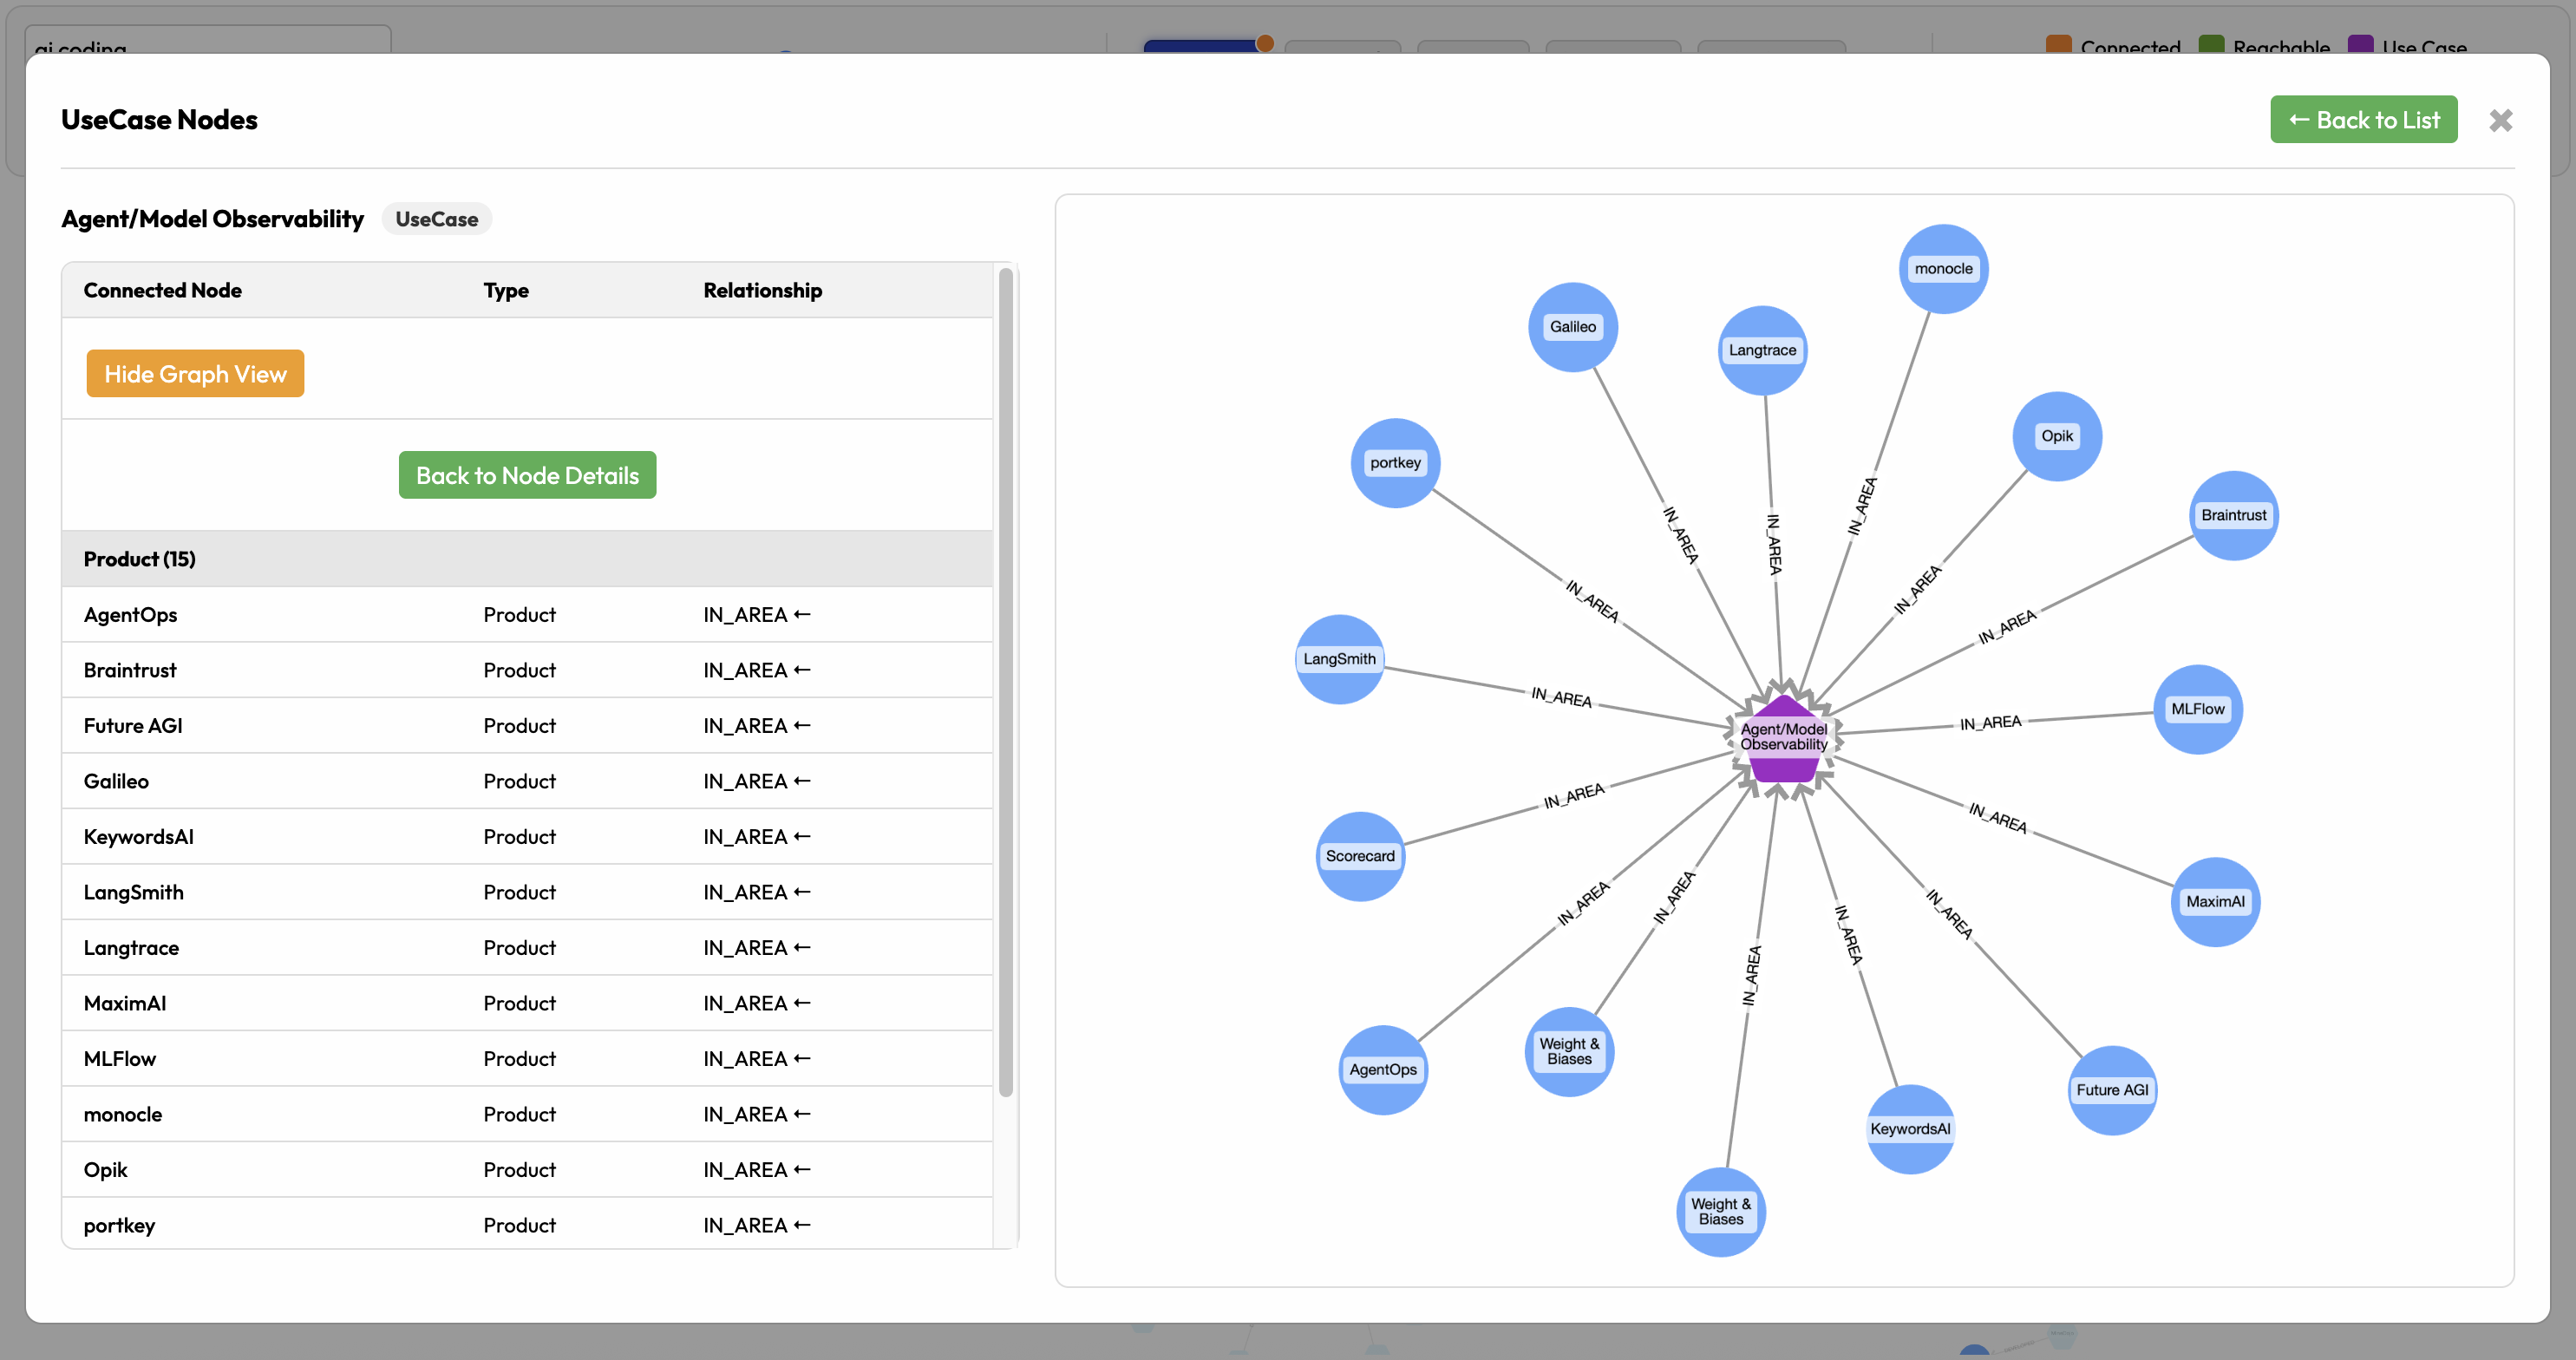 ai coding
Connected Reachable Use Case
UseCase Nodes
← Back to List
Agent/Model Observability UseCase
Connected Node Type Relationship
Hide Graph View
Back to Node Details
Product (15)
AgentOps Product IN_AREA ←
Braintrust Product IN_AREA ←
Future AGI Product IN_AREA ←
Galileo Product IN_AREA ←
KeywordsAI Product IN_AREA ←
LangSmith Product IN_AREA ←
Langtrace Product IN_AREA ←
MaximAI Product IN_AREA ←
MLFlow Product IN_AREA ←
monocle Product IN_AREA ←
Opik Product IN_AREA ←
portkey Product IN_AREA ←
monocle
Galileo
Langtrace
Opik
portkey
Braintrust
IN_AREA
IN_AREA
IN_AREA
IN_AREA
IN_AREA
IN_AREA
LangSmith
IN_AREA
MLFlow
IN_AREA
Agent/Model
Observability
IN_AREA
IN_AREA
Scorecard
MaximAI
IN_AREA
IN_AREA
IN_AREA
IN_AREA
IN_AREA
Weight &
Biases
AgentOps
Future AGI
KeywordsAI
Weight &
Biases